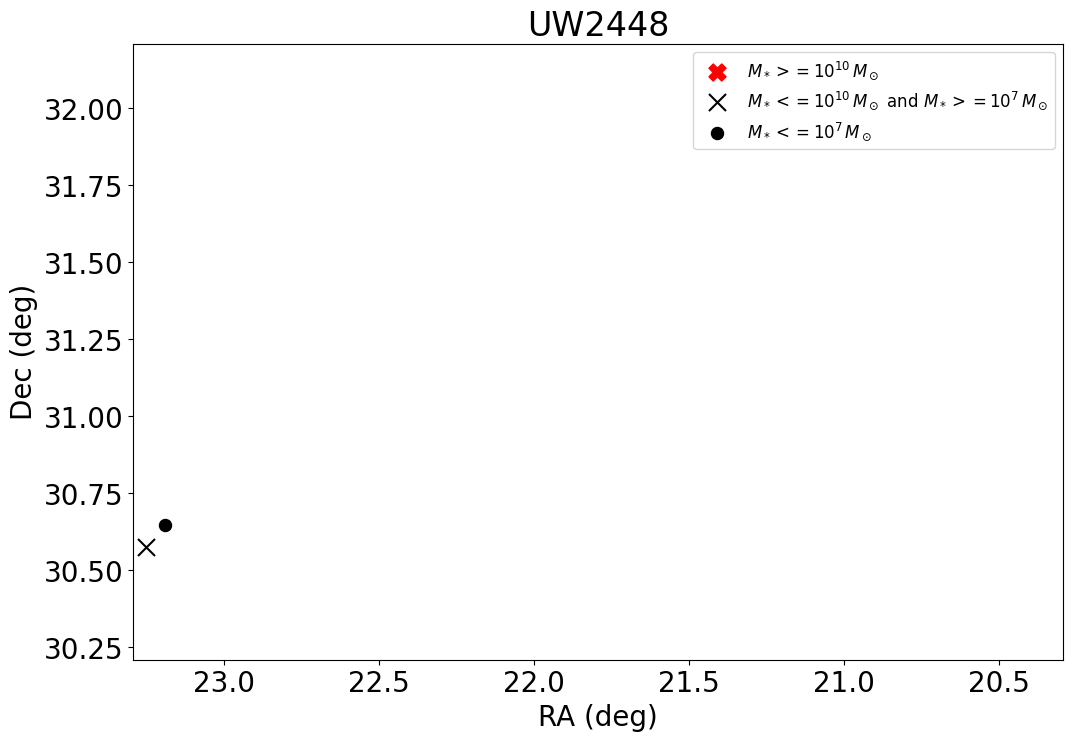 UW2448
M* >= 10^10 M⊙
M* <= 10^10 M⊙ and M* >= 10^7 M⊙
M* <= 10^7 M⊙
32.00
31.75
31.50
31.25
31.00
30.75
30.50
30.25
Dec (deg)
23.0 22.5 22.0 21.5 21.0 20.5
RA (deg)